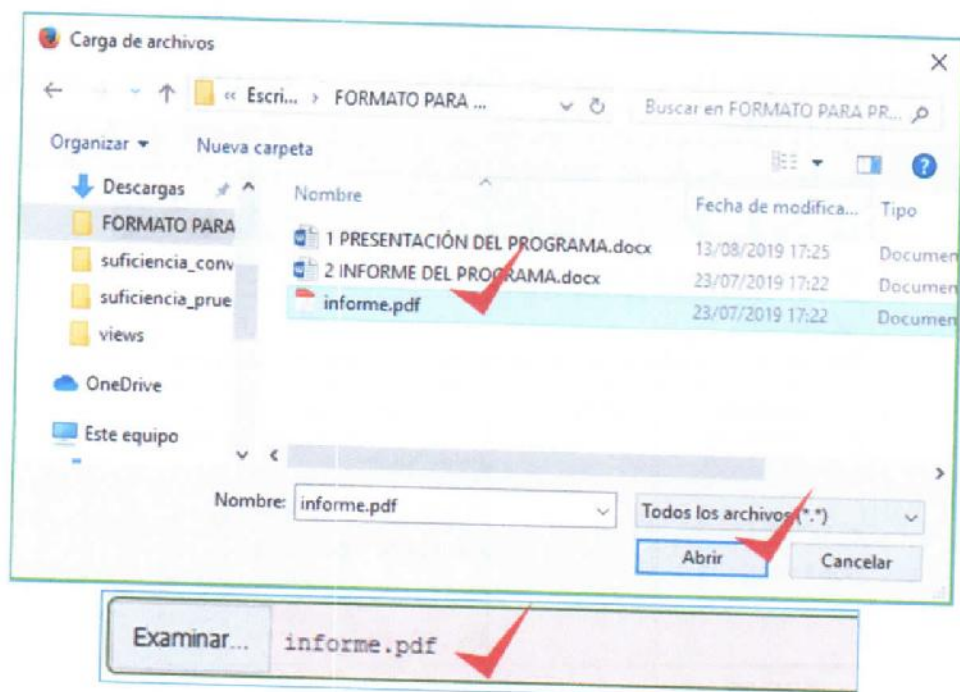 Carga de archivos
« Escri... › FORMATO PARA ...
Buscar en FORMATO PARA PR...
Organizar
Nueva carpeta
Descargas
FORMATO PARA
suficiencia_conv
suficiencia_prue
views
OneDrive
Este equipo
Nombre
Fecha de modifica...
Tipo
1 PRESENTACIÓN DEL PROGRAMA.docx
13/08/2019 17:25
Documen
2 INFORME DEL PROGRAMA.docx
23/07/2019 17:22
Documen
informe.pdf
23/07/2019 17:22
Documen
Nombre:
informe.pdf
Todos los archivos (*.*)
Abrir
Cancelar
Examinar...
informe.pdf